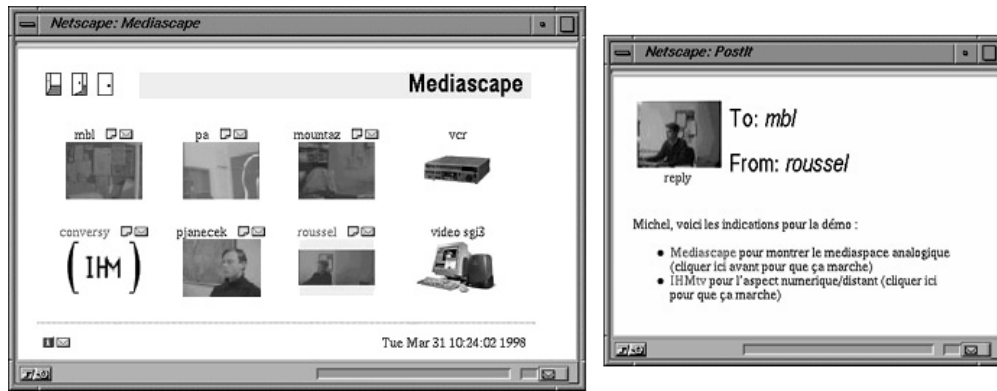 Netscape: Mediascape
Mediascape
mbl
pa
mountaz
vcr
conversy
pjanecek
roussel
video sgi3
(IHM)
Tue Mar 31 10:24:02 1998
Netscape: PostIt
To: mbl
From: roussel
reply
Michel, voici les indications pour la démo :
• Mediascape pour montrer le mediaspace analogique
(cliquer ici avant pour que ça marche)
• IHMtv pour l'aspect numerique/distant (cliquer ici
pour que ça marche)